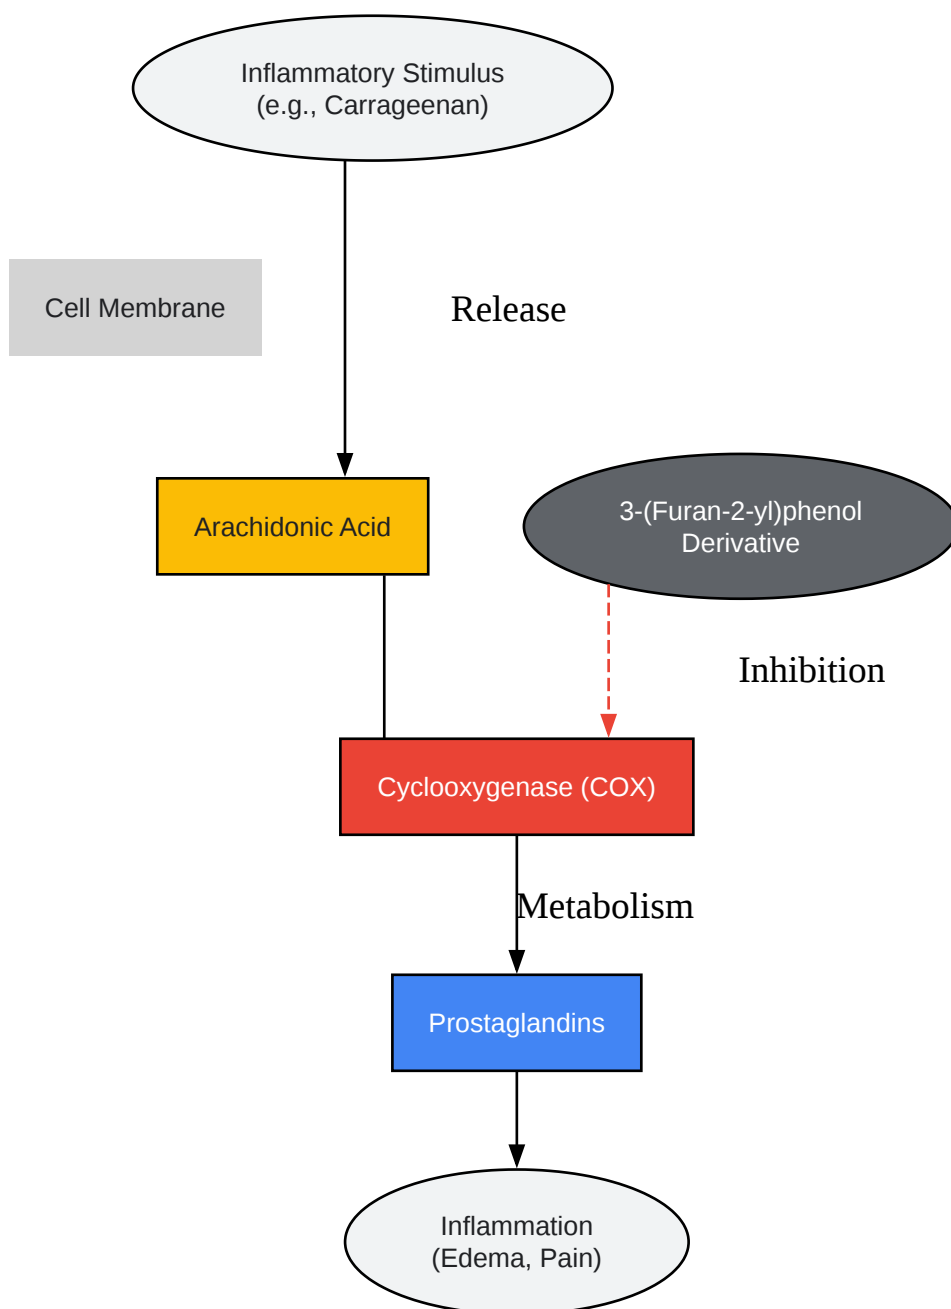 Inflammatory Stimulus
(e.g., Carrageenan)
Cell Membrane
Release
Arachidonic Acid
3-(Furan-2-yl)phenol
Derivative
Inhibition
Cyclooxygenase (COX)
Metabolism
Prostaglandins
Inflammation
(Edema, Pain)